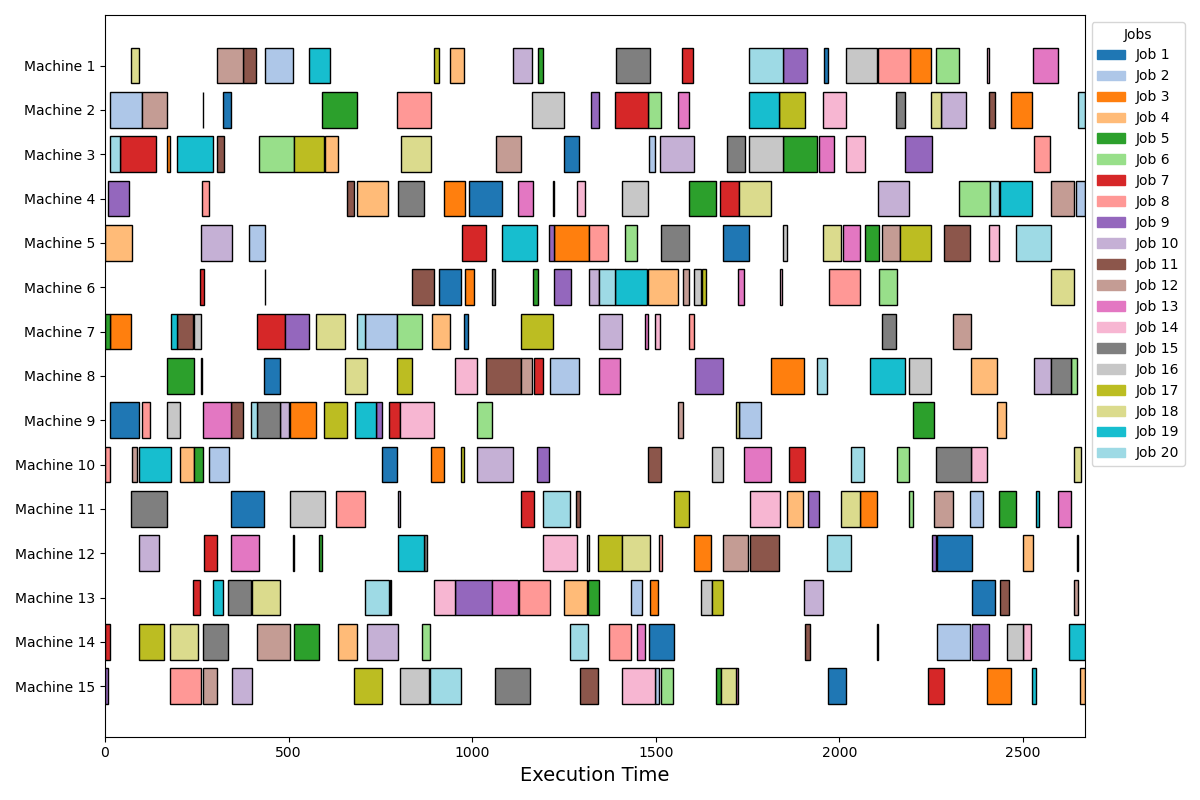 Machine 1
Machine 2
Machine 3
Machine 4
Machine 5
Machine 6
Machine 7
Machine 8
Machine 9
Machine 10
Machine 11
Machine 12
Machine 13
Machine 14
Machine 15
0 500 1000 1500 2000 2500
Execution Time
Jobs
Job 1
Job 2
Job 3
Job 4
Job 5
Job 6
Job 7
Job 8
Job 9
Job 10
Job 11
Job 12
Job 13
Job 14
Job 15
Job 16
Job 17
Job 18
Job 19
Job 20